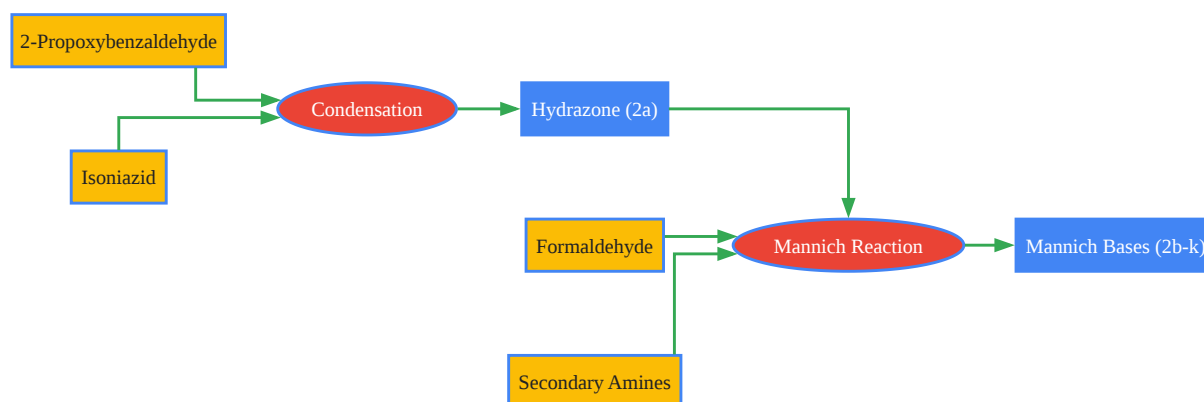 2-Propoxybenzaldehyde
Isoniazid
Condensation
Hydrazone (2a)
Formaldehyde
Secondary Amines
Mannich Reaction
Mannich Bases (2b-k)